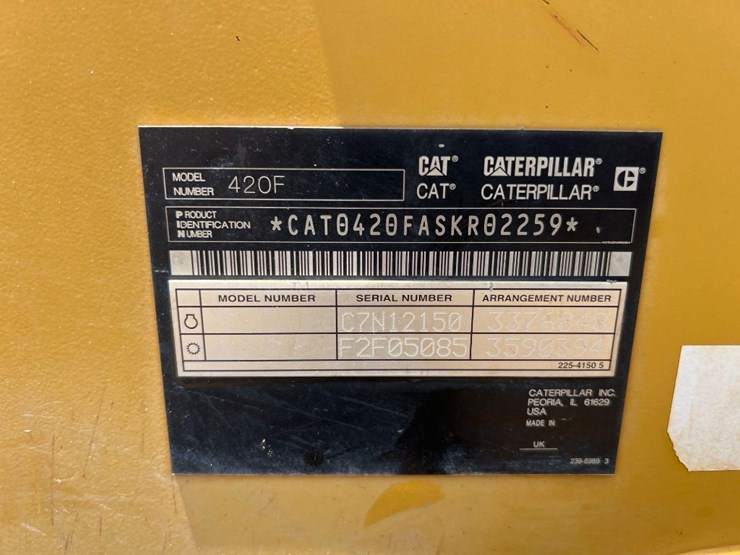 CAT® CATERPILLAR®
MODEL NUMBER 420F
CAT® CATERPILLAR®
PRODUCT IDENTIFICATION NUMBER *CAT0420FASKR02259*
MODEL NUMBER SERIAL NUMBER ARRANGEMENT NUMBER
C7N12150
F2F05085
225-4150 5
CATERPILLAR INC.
PEORIA, IL 61629
USA
MADE IN
UK
239-6989 3